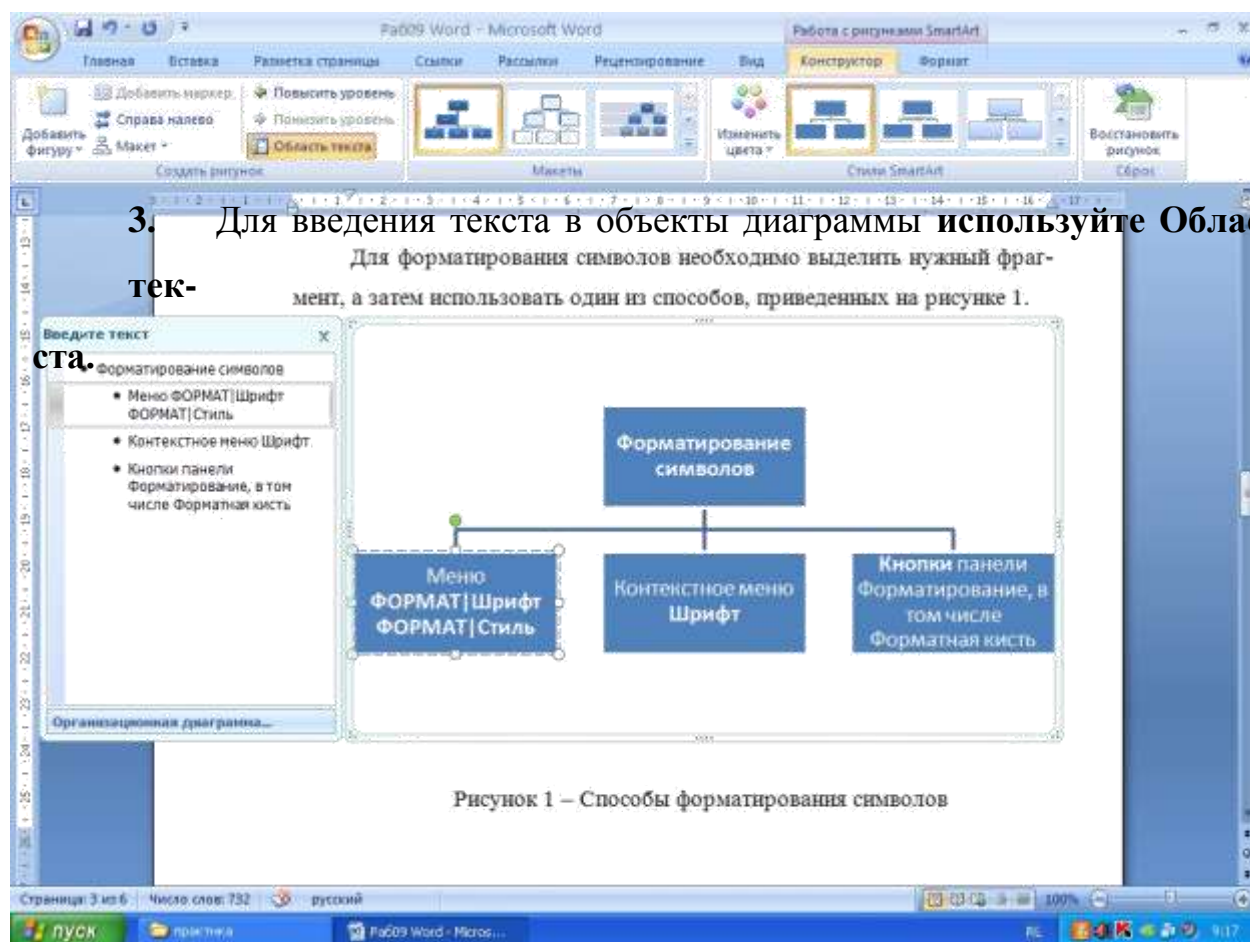 Раб09 Word - Microsoft Word
Работа с рисунками SmartArt
Главная Вставка Разметка страницы Ссылки Рассылки Рецензирование Вид Конструктор Формат
Добавить фигуру
Добавить маркер
Справа налево
Макет
Повысить уровень
Понизить уровень
Область текста
Изменить цвета
Восстановить рисунок
Создать рисунок Макеты Стили SmartArt Сброс
3. Для введения текста в объекты диаграммы используйте Облас
тек-
ста.
Для форматирования символов необходимо выделить нужный фраг-
мент, а затем использовать один из способов, приведенных на рисунке 1.
Введите текст
Форматирование символов
Меню ФОРМАТ|Шрифт
ФОРМАТ|Стиль
Контекстное меню Шрифт
Кнопки панели
Форматирование, в том
числе Форматная кисть
Организационная диаграмма...
Форматирование
символов
Меню
ФОРМАТ|Шрифт
ФОРМАТ|Стиль
Контекстное меню
Шрифт
Кнопки панели
Форматирование, в
том числе
Форматная кисть
Рисунок 1 – Способы форматирования символов
Страница: 3 из 6 Число слов: 732 русский 100%
пуск практика Раб09 Word - Micros... 9:17